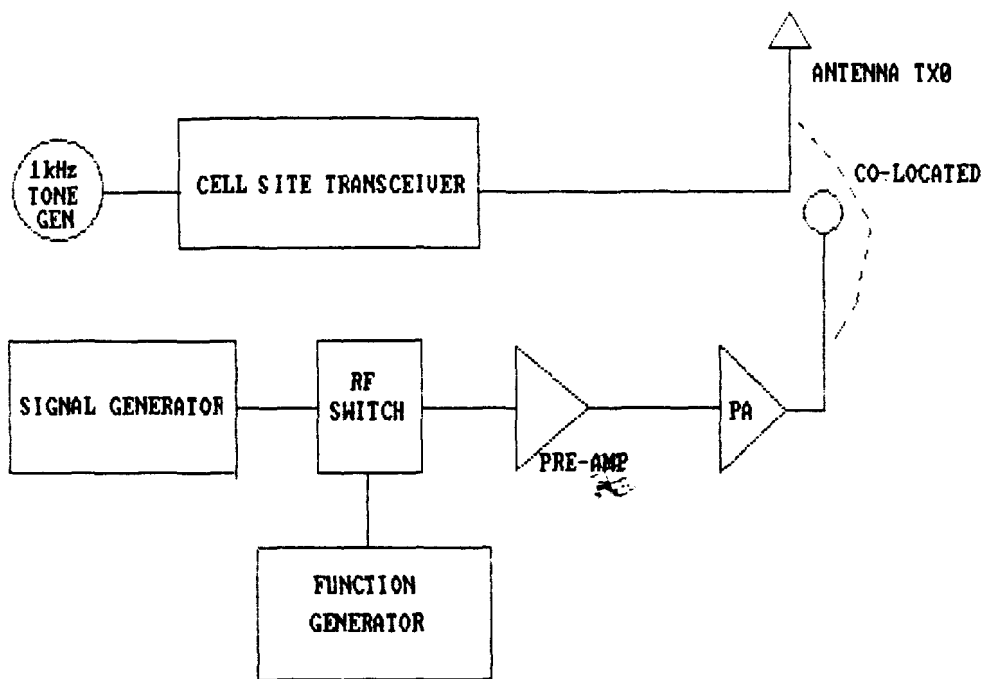 ANTENNA TX0
1kHz
TONE
GEN
CELL SITE TRANSCEIVER
CO-LOCATED
SIGNAL GENERATOR
RF
SWITCH
PA
PRE-AMP
FUNCTION
GENERATOR